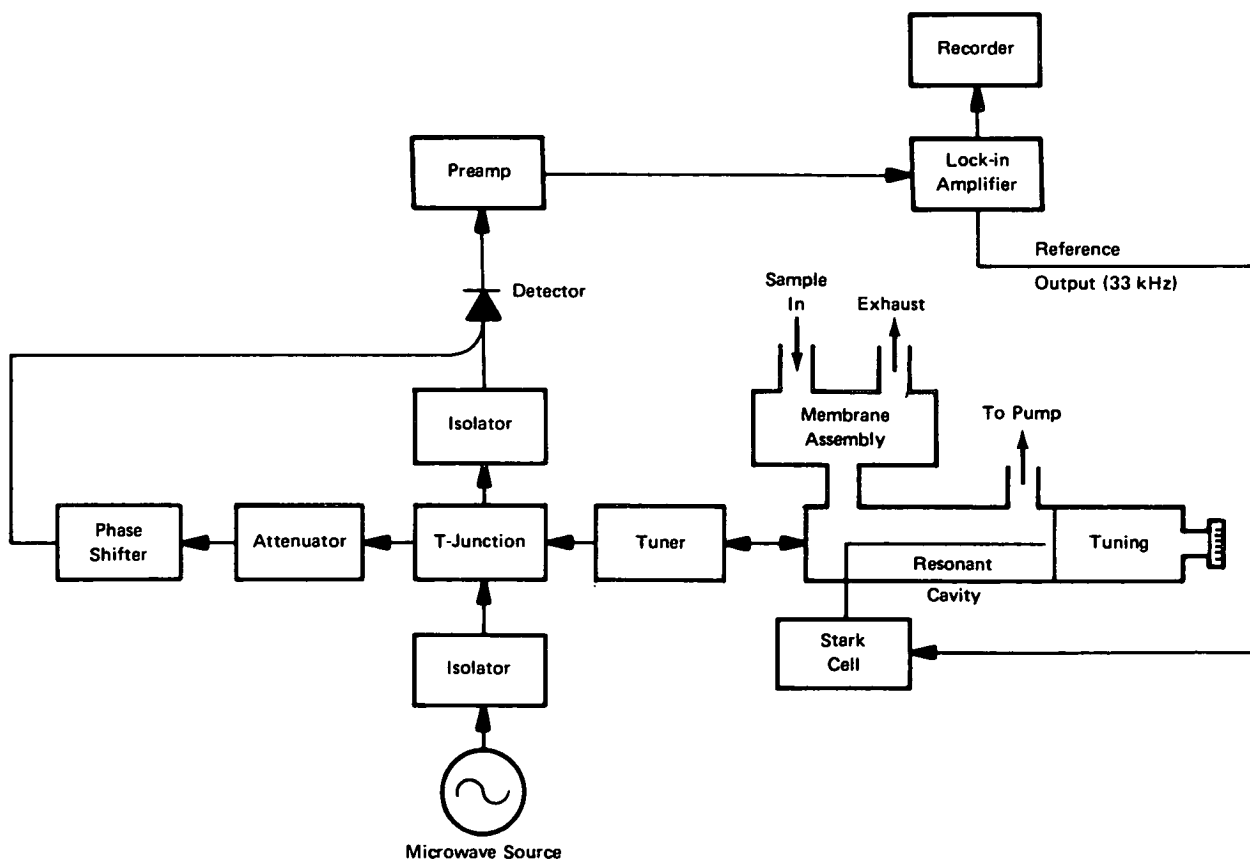 Recorder
Preamp
Lock-in
Amplifier
Reference
Output (33 kHz)
Detector
Sample
In
Exhaust
Isolator
Membrane
Assembly
To Pump
Phase
Shifter
Attenuator
T-Junction
Tuner
Resonant
Cavity
Tuning
Isolator
Stark
Cell
Microwave Source